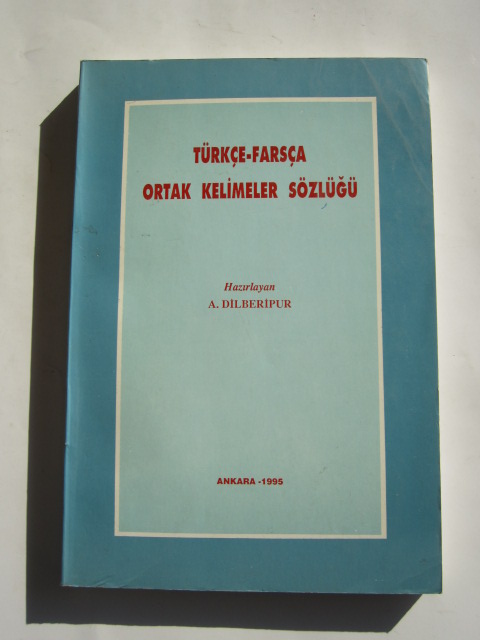 TÜRKÇE-FARSÇA
ORTAK KELİMELER SÖZLÜĞÜ
Hazırlayan
A. DİLBERİPUR
ANKARA -1995